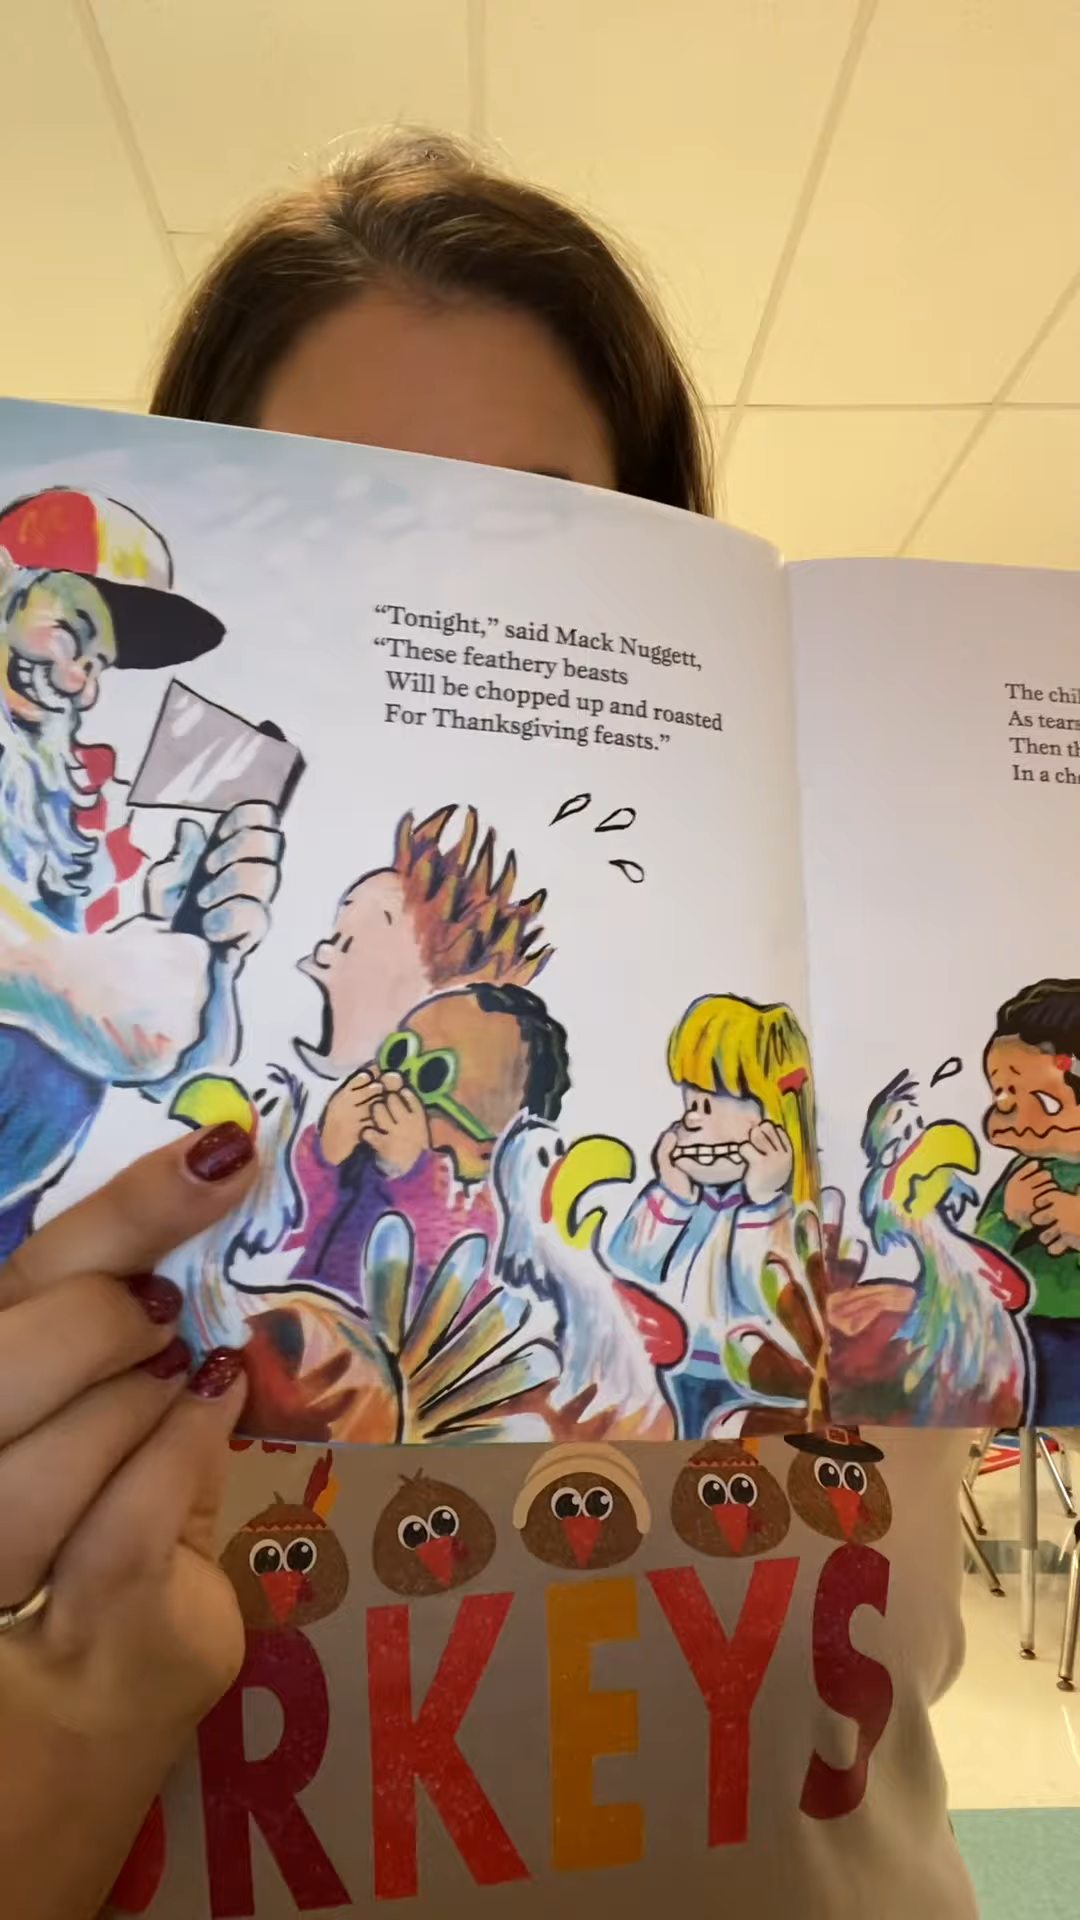 “Tonight,” said Mack Nuggett,
“These feathery beasts
Will be chopped up and roasted
For Thanksgiving feasts.”
The chil
As tears
Then th
In a ch
RKEYS